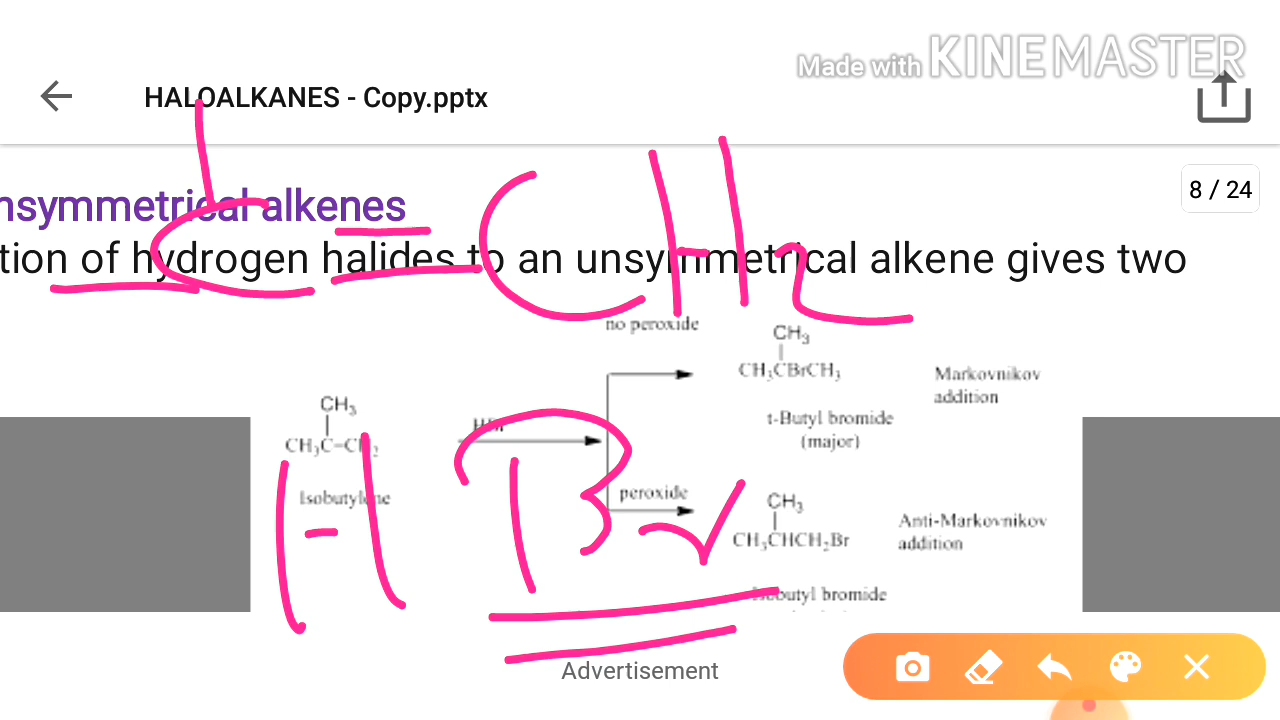 Made with KINEMASTER
HALOALKANES - Copy.pptx
8 / 24
nsymmetrical alkenes
tion of hydrogen halides to an unsymmetrical alkene gives two
C = CH2
H Br
no peroxide
CH3
CH3CBrCH3
Markovnikov
addition
t-Butyl bromide
(major)
CH3
CH3C-CH2
Isobutylene
HBr
peroxide
CH3
CH3CHCH2Br
Anti-Markovnikov
addition
Isobutyl bromide
Advertisement